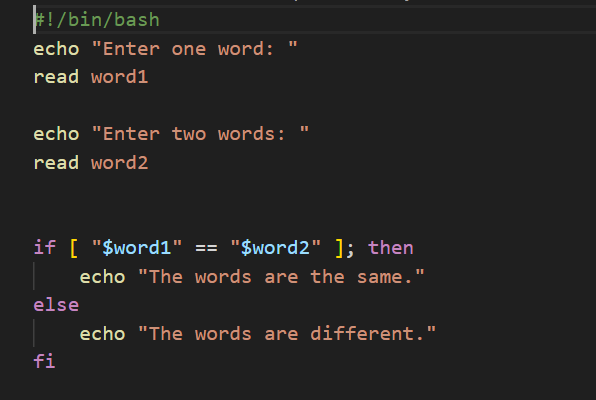 #!/bin/bash
echo "Enter one word: "
read word1
echo "Enter two words: "
read word2
if [ "$word1" == "$word2" ]; then
    echo "The words are the same."
else
    echo "The words are different."
fi